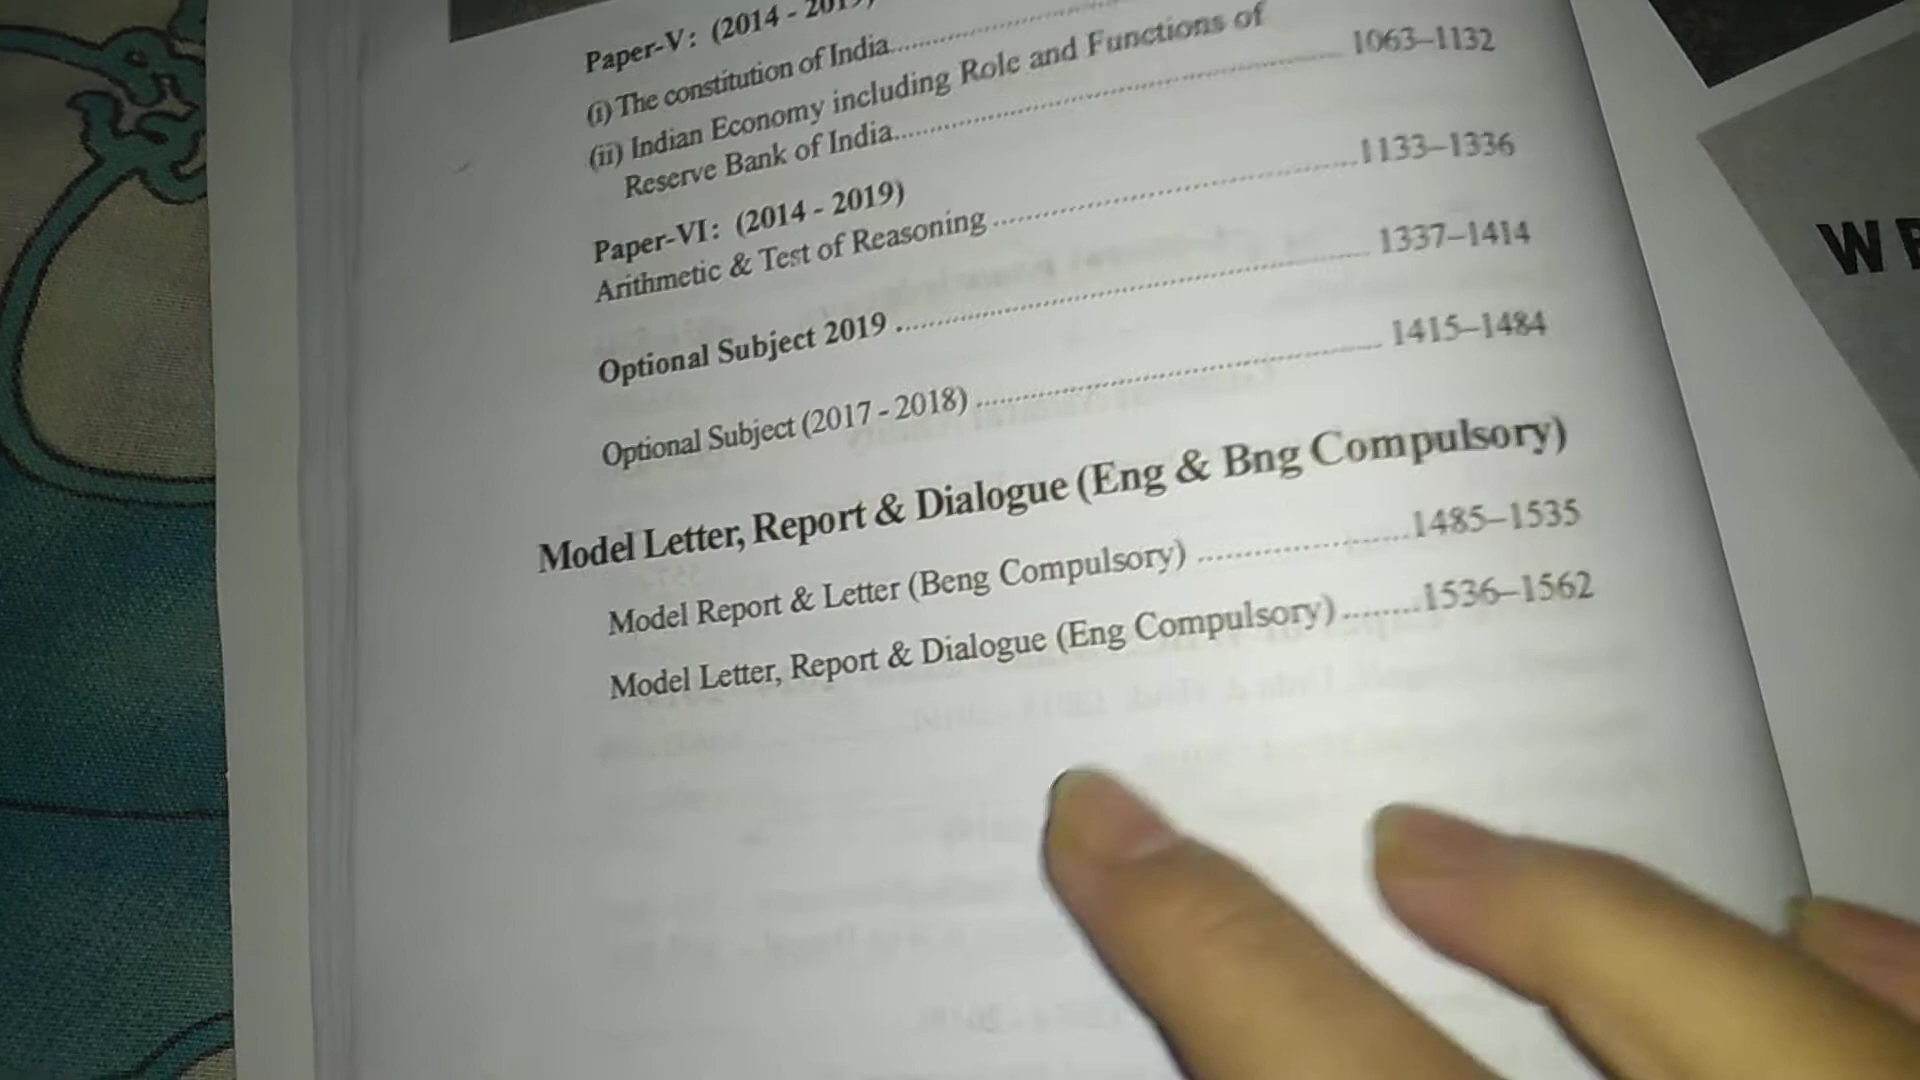 Paper-V: (2014 - 2019)
(i) The constitution of India
(ii) Indian Economy including Role and Functions of
Reserve Bank of India.......... 1063–1132
Paper-VI: (2014 - 2019)
Arithmetic & Test of Reasoning ..........1133–1336
Optional Subject 2019 .......... 1337–1414
Optional Subject (2017 - 2018) .......... 1415–1484
Model Letter, Report & Dialogue (Eng & Bng Compulsory)
Model Report & Letter (Beng Compulsory) ..........1485–1535
Model Letter, Report & Dialogue (Eng Compulsory).........1536–1562